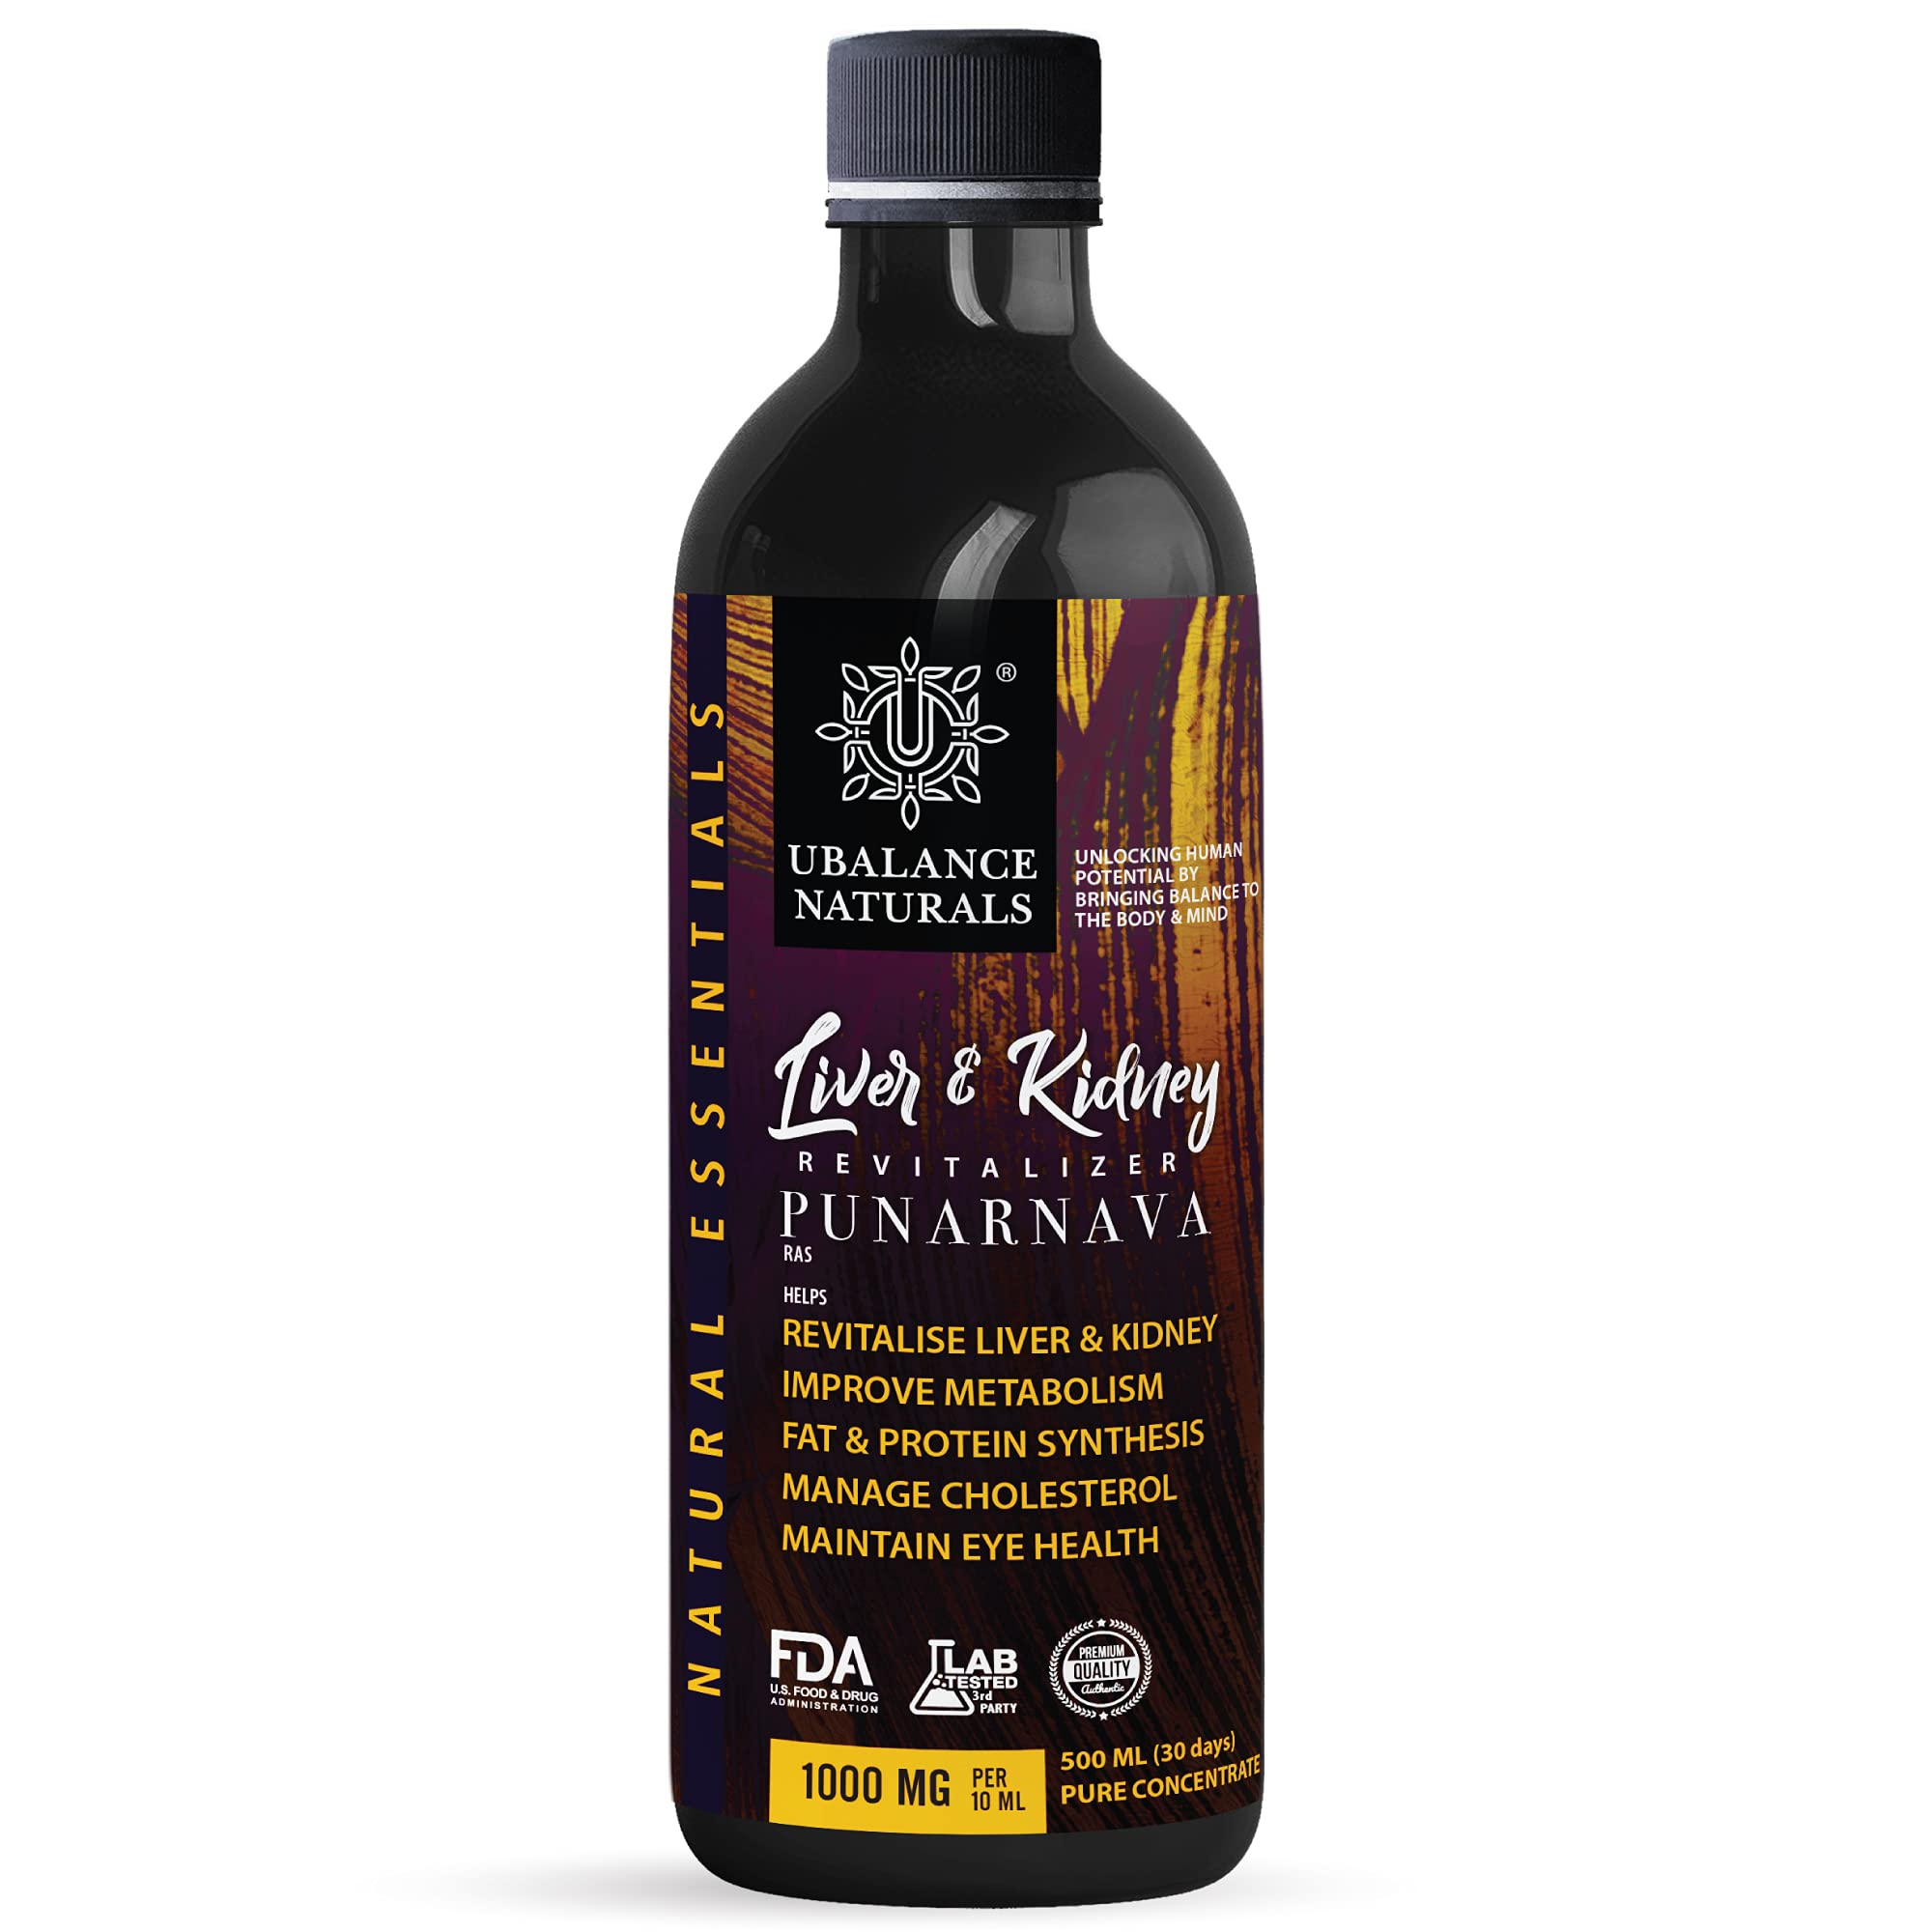 ®
UBALANCE
NATURALS
UNLOCKING HUMAN
POTENTIAL BY
BRINGING BALANCE TO
THE BODY & MIND
NATURAL ESSENTIALS
Liver & Kidney
REVITALIZER
PUNARNAVA
RAS
HELPS
REVITALISE LIVER & KIDNEY
IMPROVE METABOLISM
FAT & PROTEIN SYNTHESIS
MANAGE CHOLESTEROL
MAINTAIN EYE HEALTH
FDA
U.S. FOOD & DRUG
ADMINISTRATION
LAB
TESTED
3rd
PARTY
PREMIUM
QUALITY
Authentic
1000 MG PER
10 ML
500 ML (30 days)
PURE CONCENTRATE